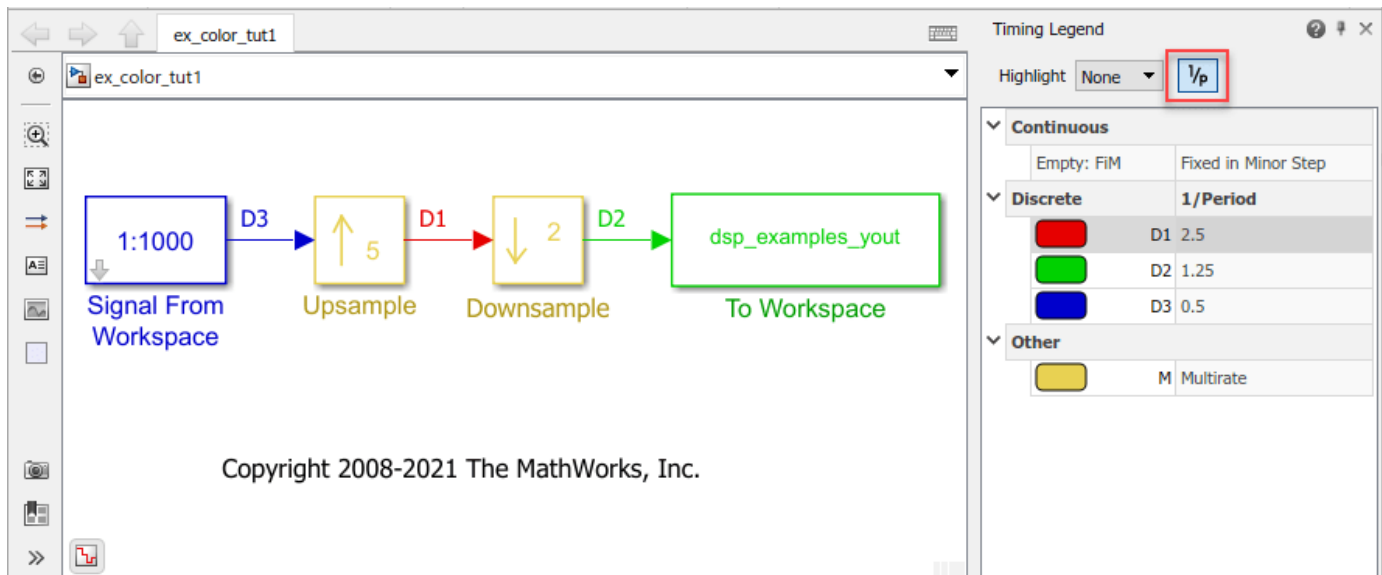 ex_color_tut1
Timing Legend
ex_color_tut1
Highlight None 1/p
Continuous
Empty: FiM Fixed in Minor Step
Discrete 1/Period
D1 2.5
D2 1.25
D3 0.5
Other
M Multirate
D3 D1 D2
1:1000 5 2 dsp_examples_yout
Signal From Upsample Downsample To Workspace
Workspace
Copyright 2008-2021 The MathWorks, Inc.